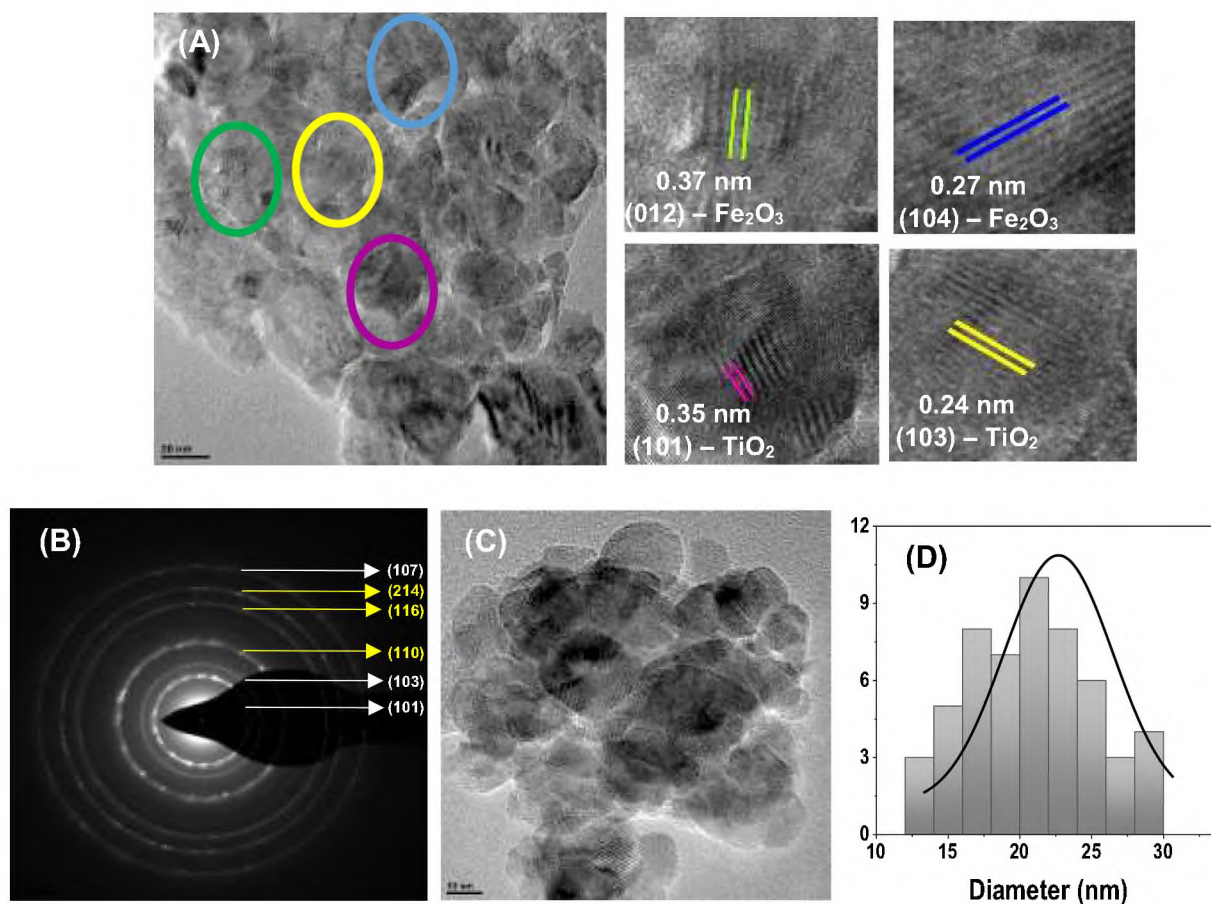 (A)
0.37 nm
(012) – Fe₂O₃
0.27 nm
(104) – Fe₂O₃
0.35 nm
(101) – TiO₂
0.24 nm
(103) – TiO₂
(B)
(107)
(214)
(116)
(110)
(103)
(101)
(C)
10 nm
(D)
12
9
6
3
0
10 15 20 25 30
Diameter (nm)